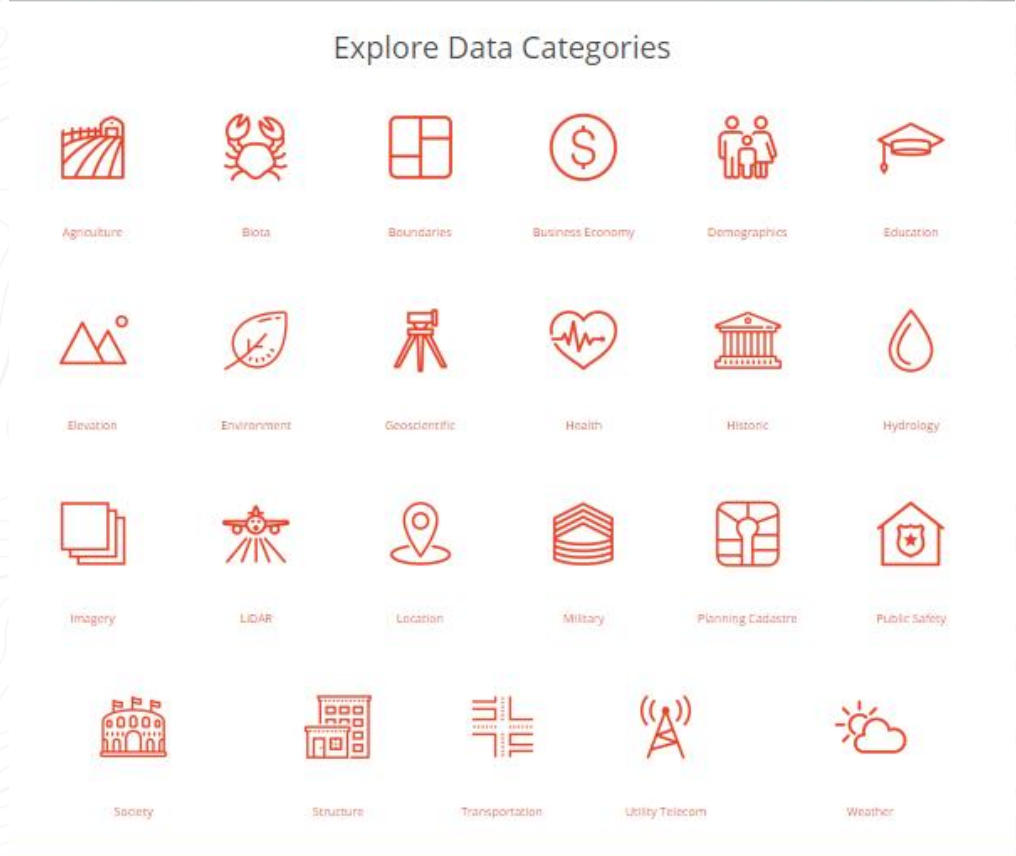 Explore Data Categories
Agriculture
Biota
Boundaries
Business Economy
Demographics
Education
Elevation
Environment
Geoscientific
Health
Historic
Hydrology
Imagery
LiDAR
Location
Military
Planning Cadastre
Public Safety
Society
Structure
Transportation
Utility Telecom
Weather